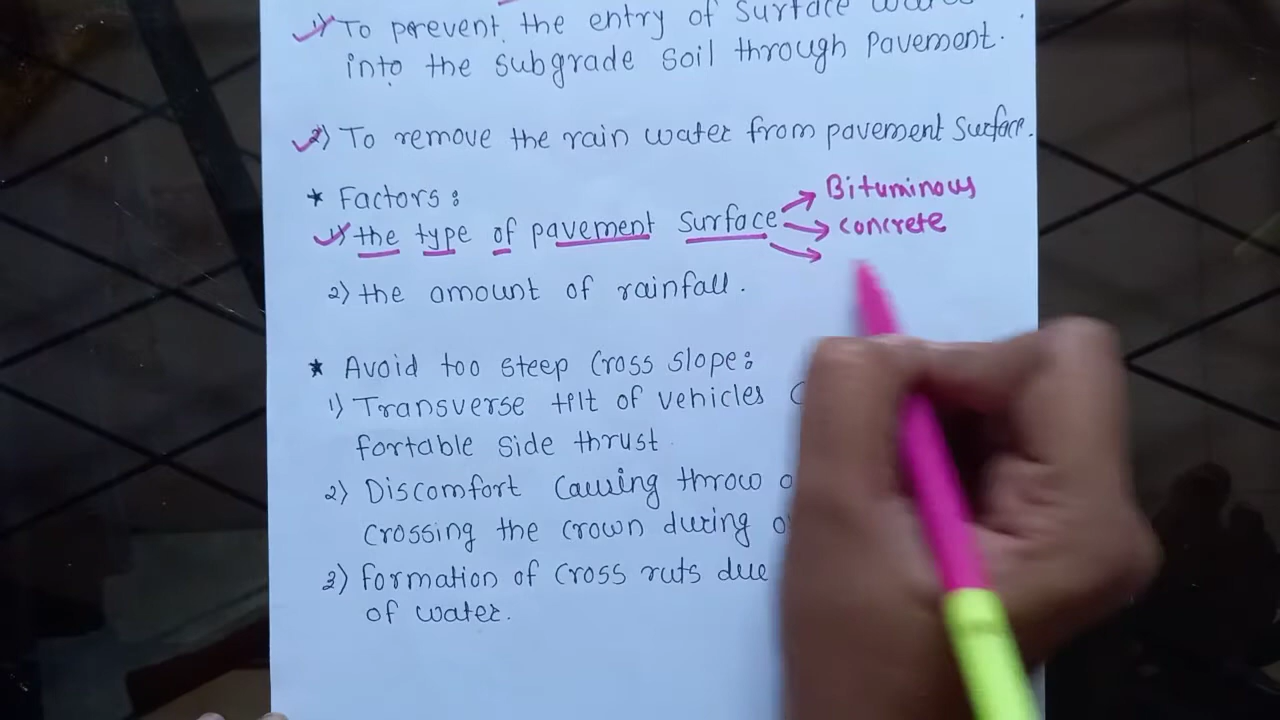 1) To perevent the entry of surface
into the subgrade soil through pavement.
2) To remove the rain water from pavement surface.
* Factors:
1) the type of pavement surface
Bituminous
concrete
2) the amount of rainfall.
* Avoid too steep cross slope:
1) Transverse tilt of vehicles
fortable side thrust
2) Discomfort causing throw
crossing the crown during
3) formation of cross ruts due
of water.